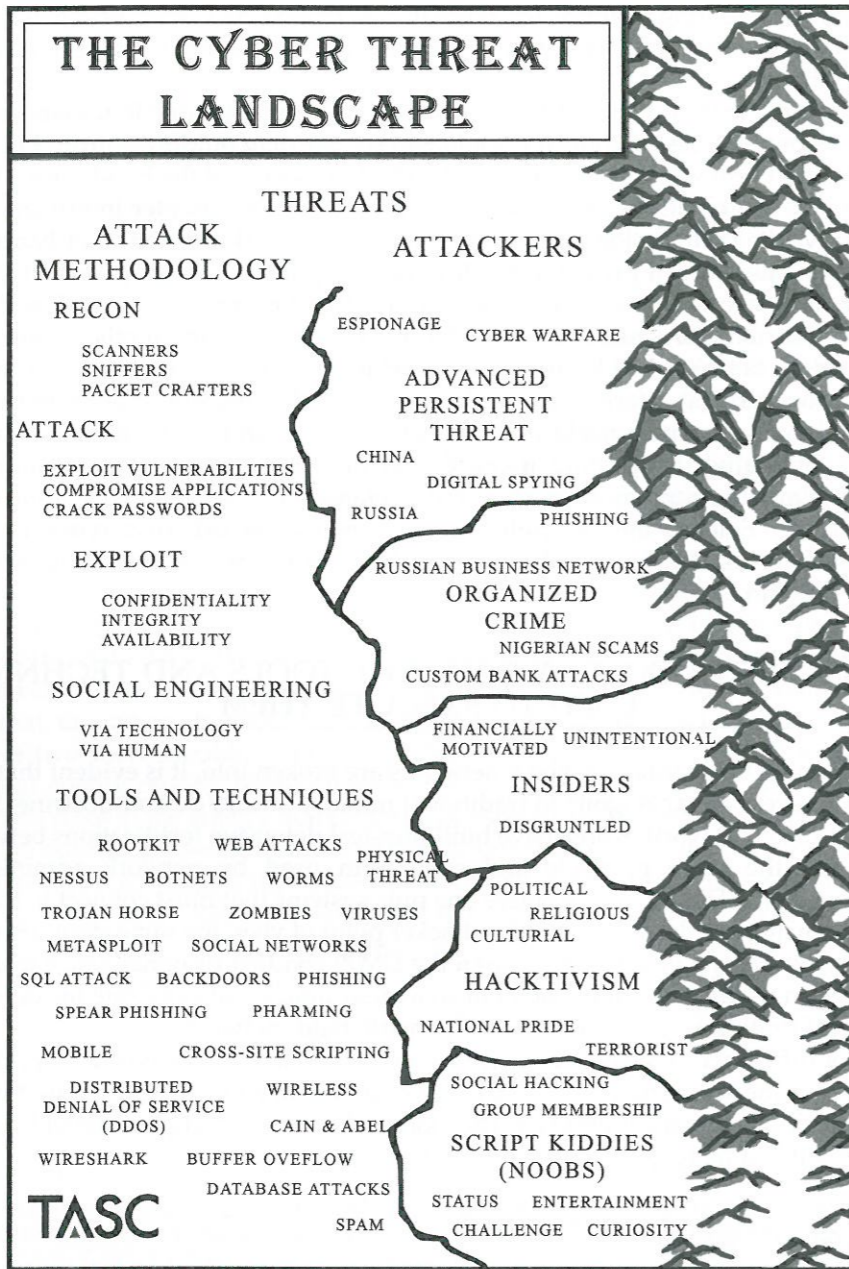 THE CYBER THREAT
LANDSCAPE
THREATS
ATTACK
METHODOLOGY
RECON
SCANNERS
SNIFFERS
PACKET CRAFTERS
ATTACK
EXPLOIT VULNERABILITIES
COMPROMISE APPLICATIONS
CRACK PASSWORDS
EXPLOIT
CONFIDENTIALITY
INTEGRITY
AVAILABILITY
SOCIAL ENGINEERING
VIA TECHNOLOGY
VIA HUMAN
TOOLS AND TECHNIQUES
ROOTKIT WEB ATTACKS
PHYSICAL
THREAT
NESSUS BOTNETS WORMS
TROJAN HORSE ZOMBIES VIRUSES
METASPLOIT SOCIAL NETWORKS
SQL ATTACK BACKDOORS PHISHING
SPEAR PHISHING PHARMING
MOBILE CROSS-SITE SCRIPTING
DISTRIBUTED
DENIAL OF SERVICE
(DDOS)
WIRELESS
CAIN & ABEL
WIRESHARK BUFFER OVEFLOW
DATABASE ATTACKS
SPAM
TASC
ATTACKERS
ESPIONAGE
CYBER WARFARE
ADVANCED
PERSISTENT
THREAT
CHINA
DIGITAL SPYING
RUSSIA
PHISHING
RUSSIAN BUSINESS NETWORK
ORGANIZED
CRIME
NIGERIAN SCAMS
CUSTOM BANK ATTACKS
FINANCIALLY
MOTIVATED
UNINTENTIONAL
INSIDERS
DISGRUNTLED
POLITICAL
RELIGIOUS
CULTURIAL
HACKTIVISM
NATIONAL PRIDE
TERRORIST
SOCIAL HACKING
GROUP MEMBERSHIP
SCRIPT KIDDIES
(NOOBS)
STATUS ENTERTAINMENT
CHALLENGE CURIOSITY